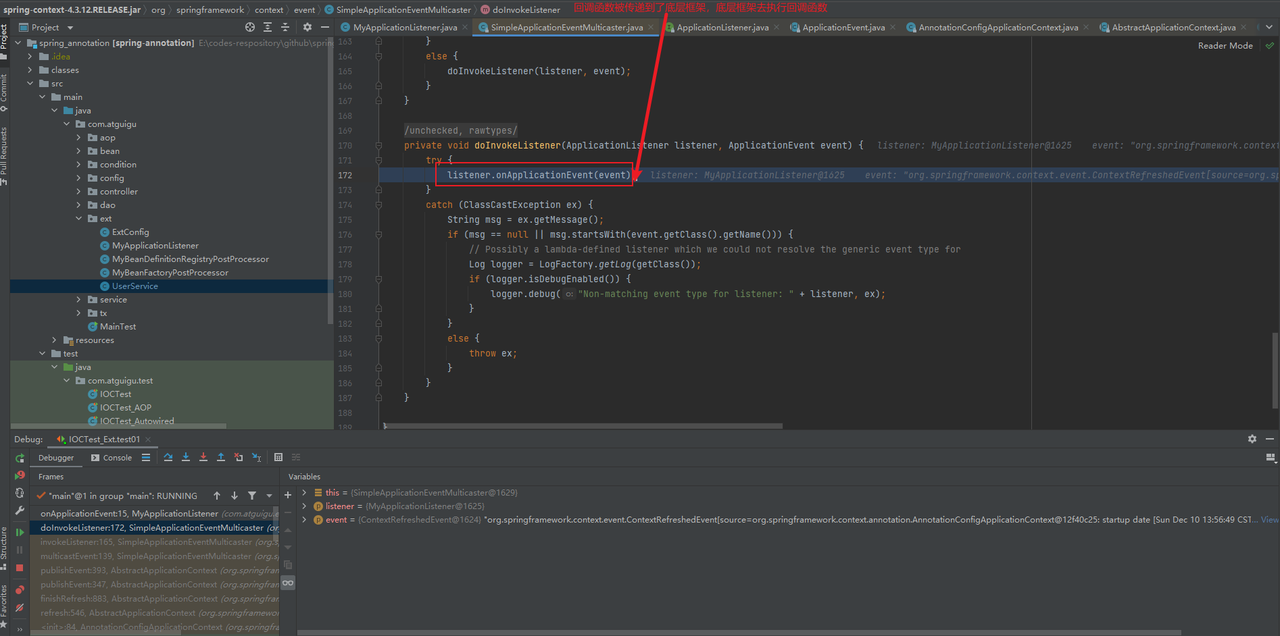 spring-context-4.3.12.RELEASE.jar org springframework context event SimpleApplicationEventMulticaster doInvokeListener
回调函数被传递到了底层框架，底层框架去执行回调函数
Project
MyApplicationListener.java SimpleApplicationEventMulticaster.java ApplicationListener.java ApplicationEvent.java AnnotationConfigApplicationContext.java AbstractApplicationContext.java
Reader Mode
Project
Commit
Pull Requests
Structure
Favorites
spring_annotation [spring-annotation] E:\codes-respository\github\sprin
.idea
classes
src
main
java
com.atguigu
aop
bean
condition
config
controller
dao
ext
ExtConfig
MyApplicationListener
MyBeanDefinitionRegistryPostProcessor
MyBeanFactoryPostProcessor
UserService
service
tx
MainTest
resources
test
java
com.atguigu.test
IOCTest
IOCTest_AOP
IOCTest_Autowired
163 }
164 else {
165 doInvokeListener(listener, event);
166 }
167 }
168
169 /unchecked, rawtypes/
170 private void doInvokeListener(ApplicationListener listener, ApplicationEvent event) { listener: MyApplicationListener@1625 event: "org.springframework.context
171 try {
172 listener.onApplicationEvent(event); listener: MyApplicationListener@1625 event: "org.springframework.context.event.ContextRefreshedEvent[source=org.sp
173 }
174 catch (ClassCastException ex) {
175 String msg = ex.getMessage();
176 if (msg == null || msg.startsWith(event.getClass().getName())) {
177 // Possibly a lambda-defined listener which we could not resolve the generic event type for
178 Log logger = LogFactory.getLog(getClass());
179 if (logger.isDebugEnabled()) {
180 logger.debug( o: "Non-matching event type for listener: " + listener, ex);
181 }
182 }
183 else {
184 throw ex;
185 }
186 }
187 }
188
189 }
Debug: IOCTest_Ext.test01
Debugger Console
Frames
"main"@1 in group "main": RUNNING
onApplicationEvent:15, MyApplicationListener (com.atguigu.e
doInvokeListener:172, SimpleApplicationEventMulticaster (or
invokeListener:165, SimpleApplicationEventMulticaster (org.s
multicastEvent:139, SimpleApplicationEventMulticaster (org.
publishEvent:393, AbstractApplicationContext (org.springfram
publishEvent:347, AbstractApplicationContext (org.springfram
finishRefresh:883, AbstractApplicationContext (org.springfra
refresh:546, AbstractApplicationContext (org.springframewor
<init>:84, AnnotationConfigApplicationContext (org.springfra
Variables
this = {SimpleApplicationEventMulticaster@1629}
listener = {MyApplicationListener@1625}
event = {ContextRefreshedEvent@1624} "org.springframework.context.event.ContextRefreshedEvent[source=org.springframework.context.annotation.AnnotationConfigApplicationContext@12f40c25: startup date [Sun Dec 10 13:56:49 CST... View